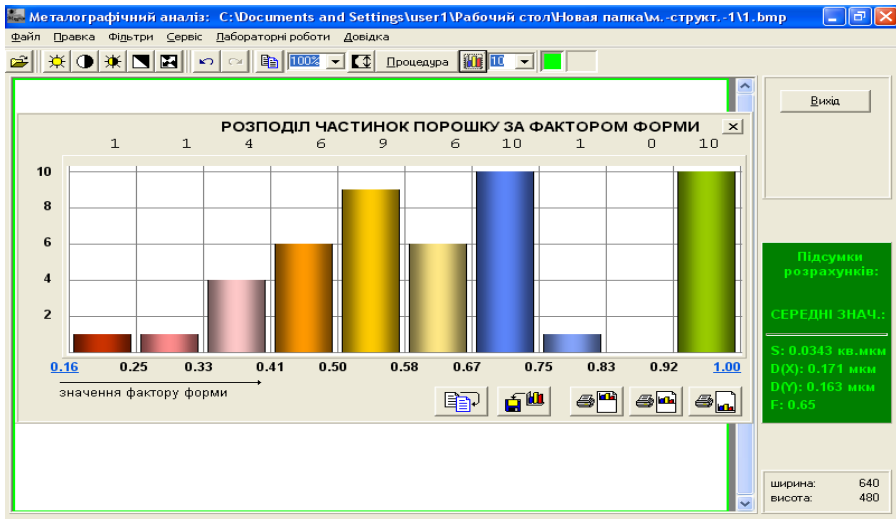 Металографічний аналіз: C:\Documents and Settings\user1\Рабочий стол\Новая папка\м.-структ.-1\1.bmp
Файл Правка Фільтри Сервіс Лабораторні роботи Довідка
100% Процедура 10
Вихід
РОЗПОДІЛ ЧАСТИНОК ПОРОШКУ ЗА ФАКТОРОМ ФОРМИ
1 1 4 6 9 6 10 1 0 10
10
8
6
4
2
0.16 0.25 0.33 0.41 0.50 0.58 0.67 0.75 0.83 0.92 1.00
значення фактору форми
Підсумки
розрахунків:
СЕРЕДНІ ЗНАЧ.:
S: 0.0343 кв.мкм
D(X): 0.171 мкм
D(Y): 0.163 мкм
F: 0.65
ширина: 640
висота: 480